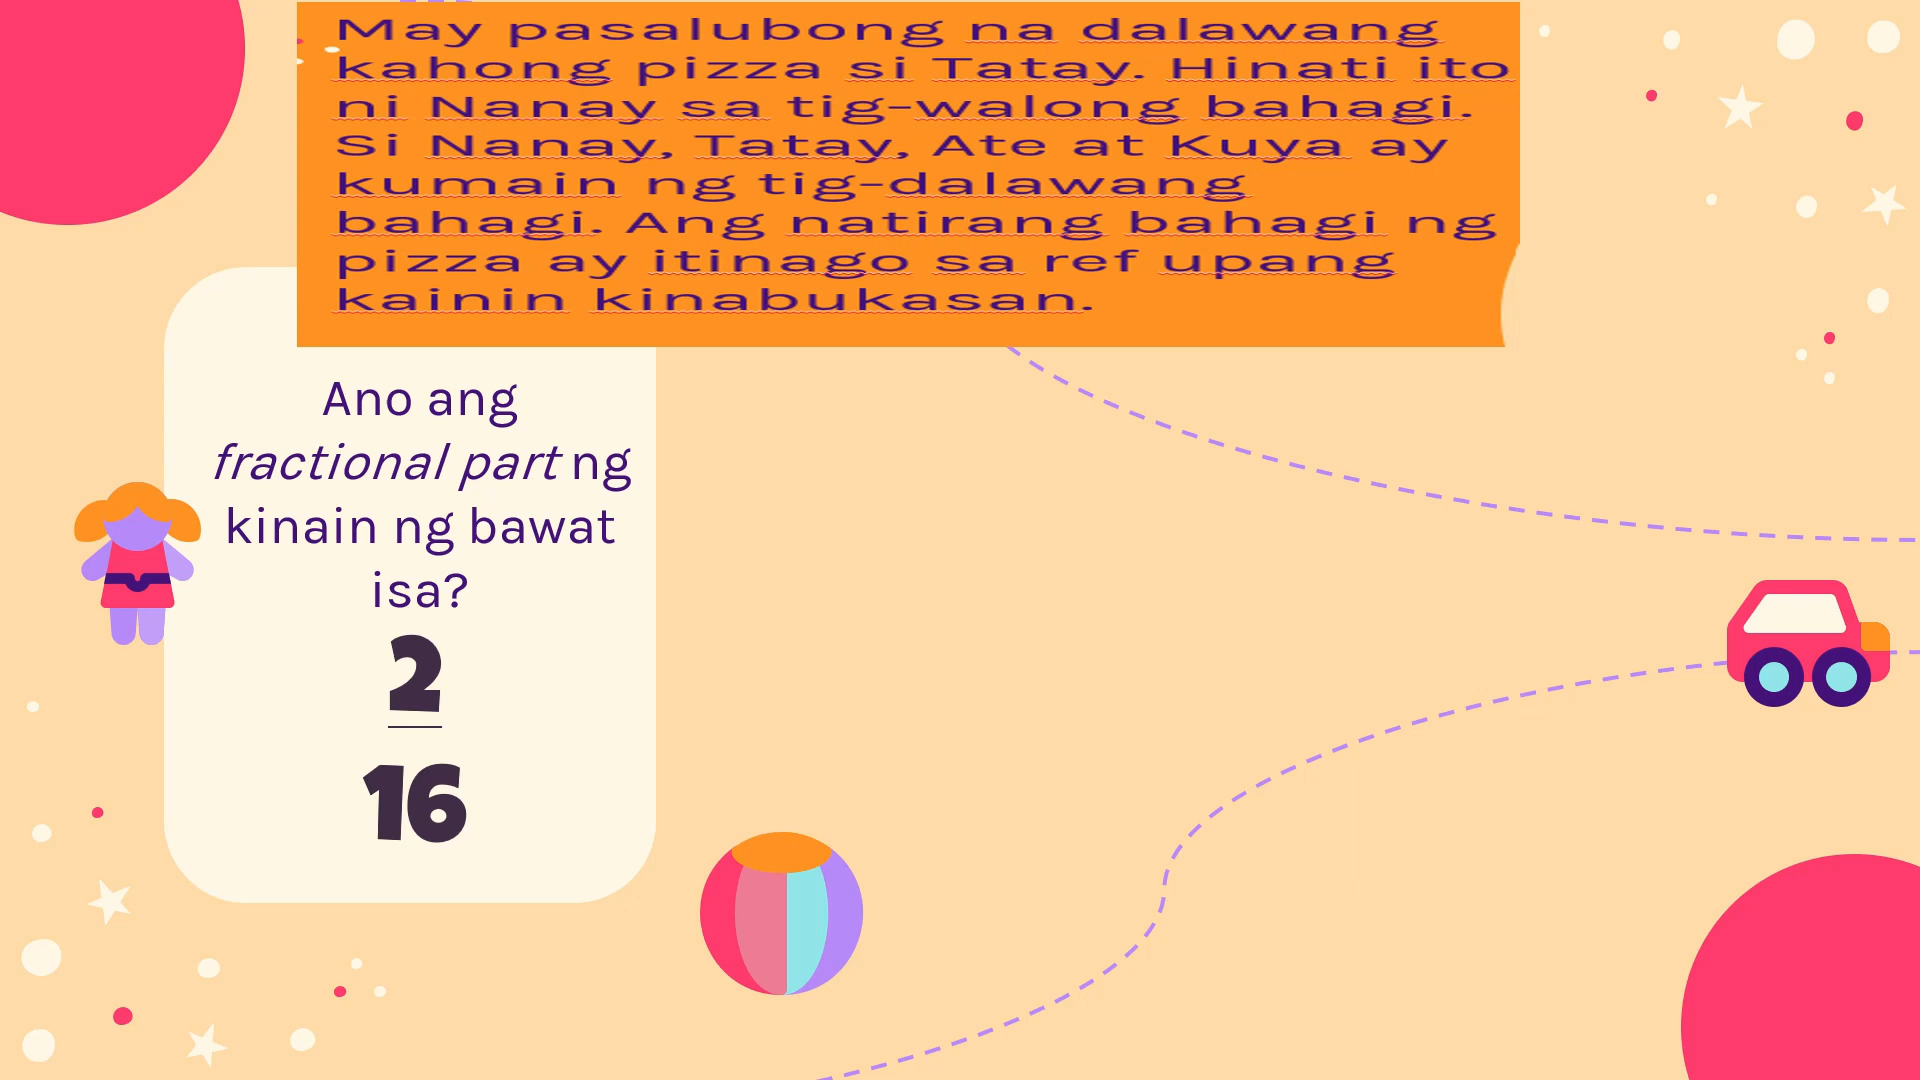 May pasalubong na dalawang
kahong pizza si Tatay. Hinati ito
ni Nanay sa tig-walong bahagi.
Si Nanay, Tatay, Ate at Kuya ay
kumain ng tig-dalawang
bahagi. Ang natirang bahagi ng
pizza ay itinago sa ref upang
kainin kinabukasan.
Ano ang
fractional part ng
kinain ng bawat
isa?
2
16